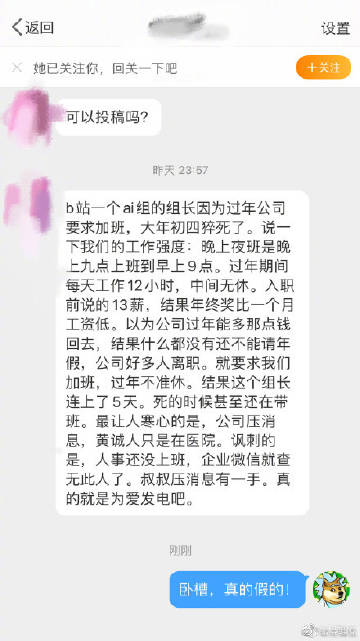 返回
设置
她已关注你，回关一下吧
＋关注
可以投稿吗？
昨天 23:57
b站一个ai组的组长因为过年公司
要求加班，大年初四猝死了。说一
下我们的工作强度：晚上夜班是晚
上九点上班到早上9点。过年期间
每天工作12小时，中间无休。入职
前说的13薪，结果年终奖比一个月
工资低。以为公司过年能多那点钱
回去，结果什么都没有还不能请年
假，公司好多人离职。就要求我们
加班，过年不准休。结果这个组长
连上了5天。死的时候甚至还在带
班。最让人寒心的是，公司压消
息，黄诚人只是在医院。讽刺的
是，人事还没上班，企业微信就查
无此人了。叔叔压消息有一手。真
的就是为爱发电吧。
刚刚
卧槽，真的假的！